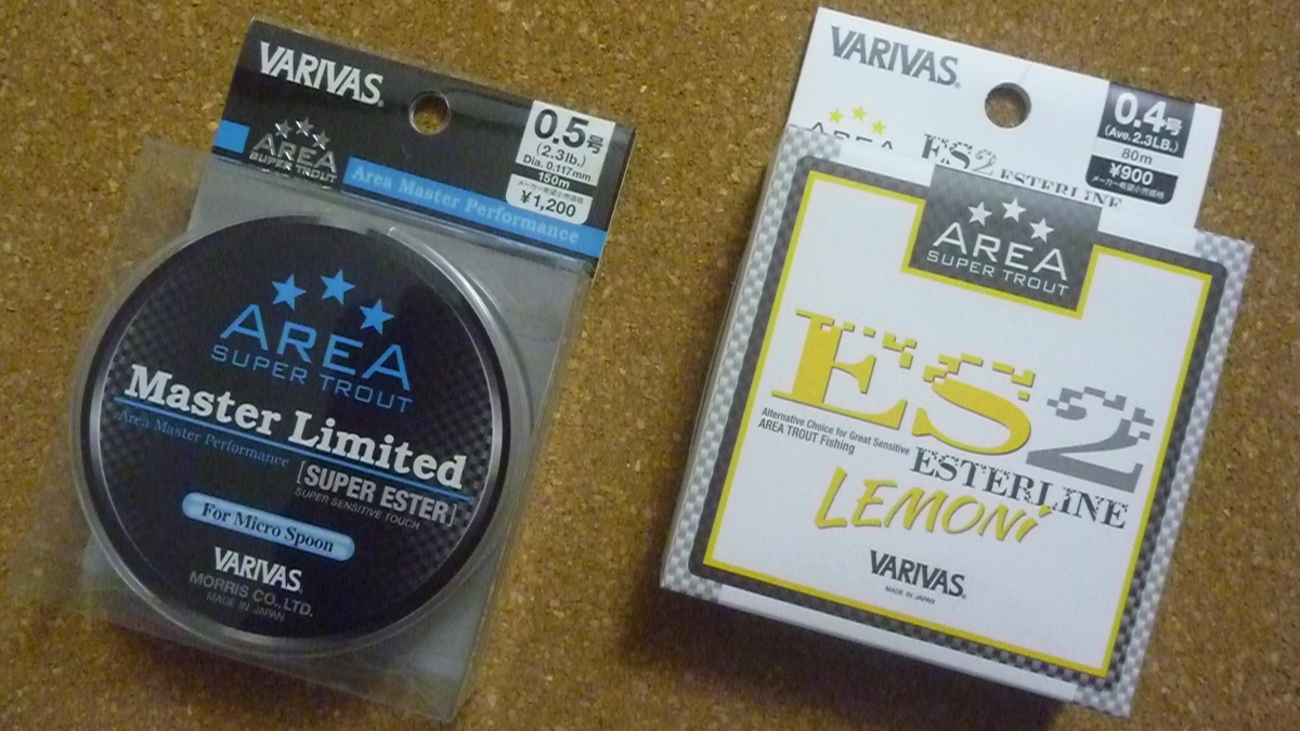 VARIVAS
0.5号
(2.3lb.)
Dia. 0.117mm
150m
メーカー希望小売価格
¥1,200
AREA
SUPER TROUT
Area Master Performance
AREA
SUPER TROUT
Master Limited
Area Master Performance
[SUPER ESTER]
SUPER SENSITIVE TOUCH
For Micro Spoon
VARIVAS
MORRIS CO., LTD.
MADE IN JAPAN
VARIVAS
0.4号
(Ave. 2.3LB.)
80m
¥900
メーカー希望小売価格
AREA
ES2 ESTERLINE
AREA
SUPER TROUT
ES2
Alternative Choice for Great Sensitive
AREA TROUT Fishing
ESTERLINE
LEMONi
VARIVAS
MADE IN JAPAN